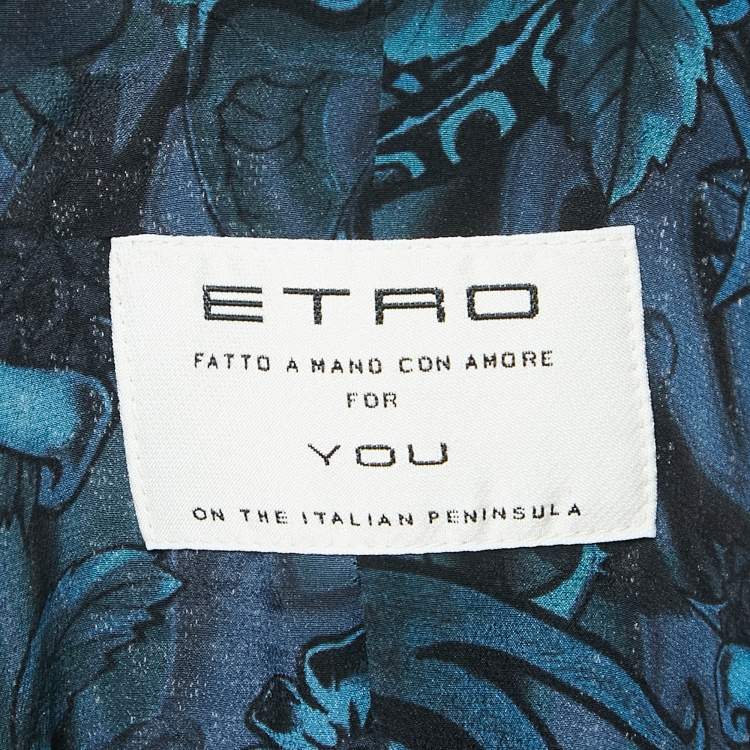 ETRO
FATTO A MANO CON AMORE
FOR
YOU
ON THE ITALIAN PENINSULA